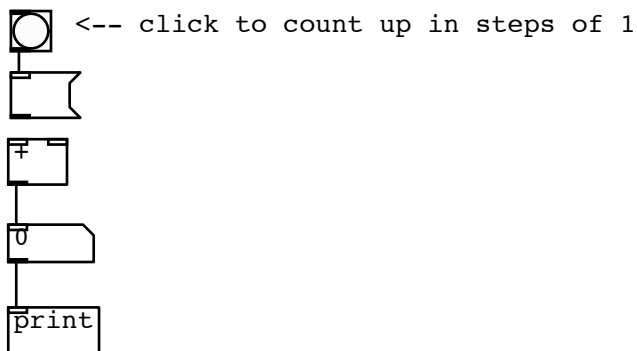 <-- click to count up in steps of 1
+
0
print